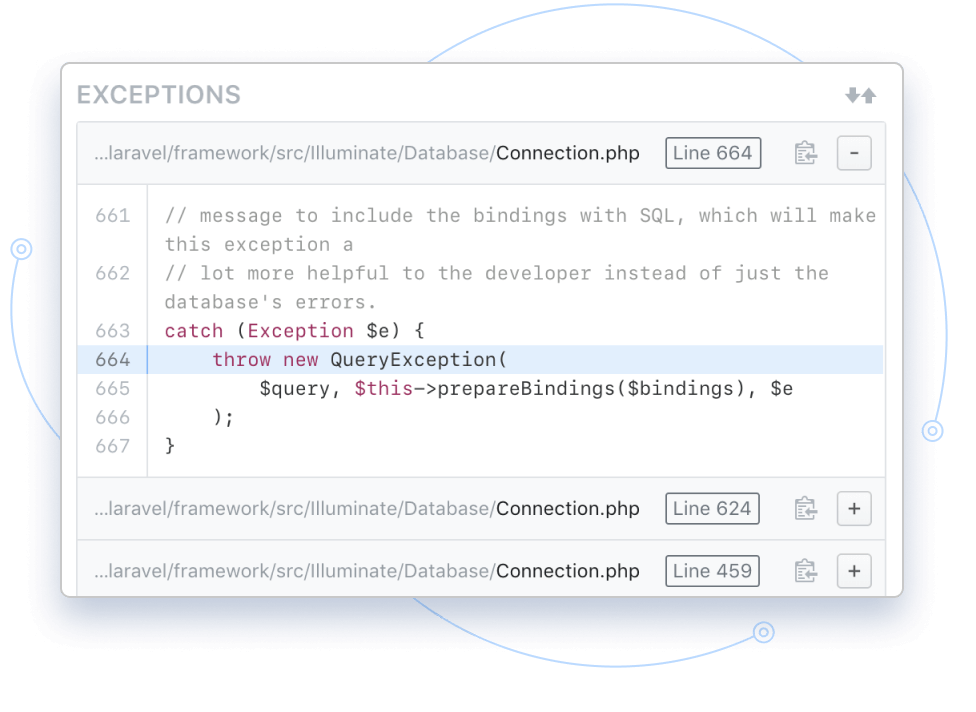 EXCEPTIONS
...laravel/framework/src/Illuminate/Database/Connection.php Line 664 -
661 // message to include the bindings with SQL, which will make
this exception a
662 // lot more helpful to the developer instead of just the
database's errors.
663 catch (Exception $e) {
664 throw new QueryException(
665 $query, $this->prepareBindings($bindings), $e
666 );
667 }
...laravel/framework/src/Illuminate/Database/Connection.php Line 624 +
...laravel/framework/src/Illuminate/Database/Connection.php Line 459 +